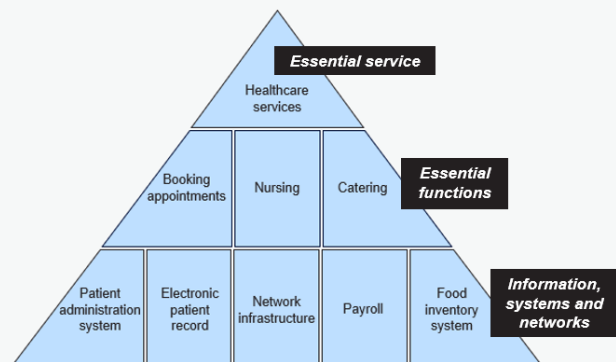 Essential service
Healthcare
services
Essential
functions
Booking
appointments
Nursing
Catering
Information,
systems and
networks
Patient
administration
system
Electronic
patient
record
Network
infrastructure
Payroll
Food
inventory
system